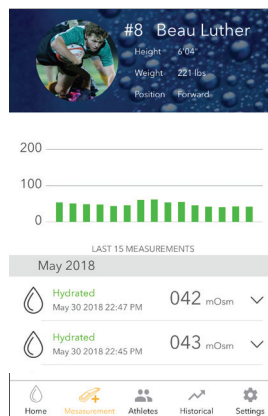 #8 Beau Luther
Height 6'04"
Weight 221 lbs
Position Forward
200
100
0
LAST 15 MEASUREMENTS
May 2018
Hydrated
May 30 2018 22:47 PM
042 mOsm
Hydrated
May 30 2018 22:45 PM
043 mOsm
Home Measurement Athletes Historical Settings